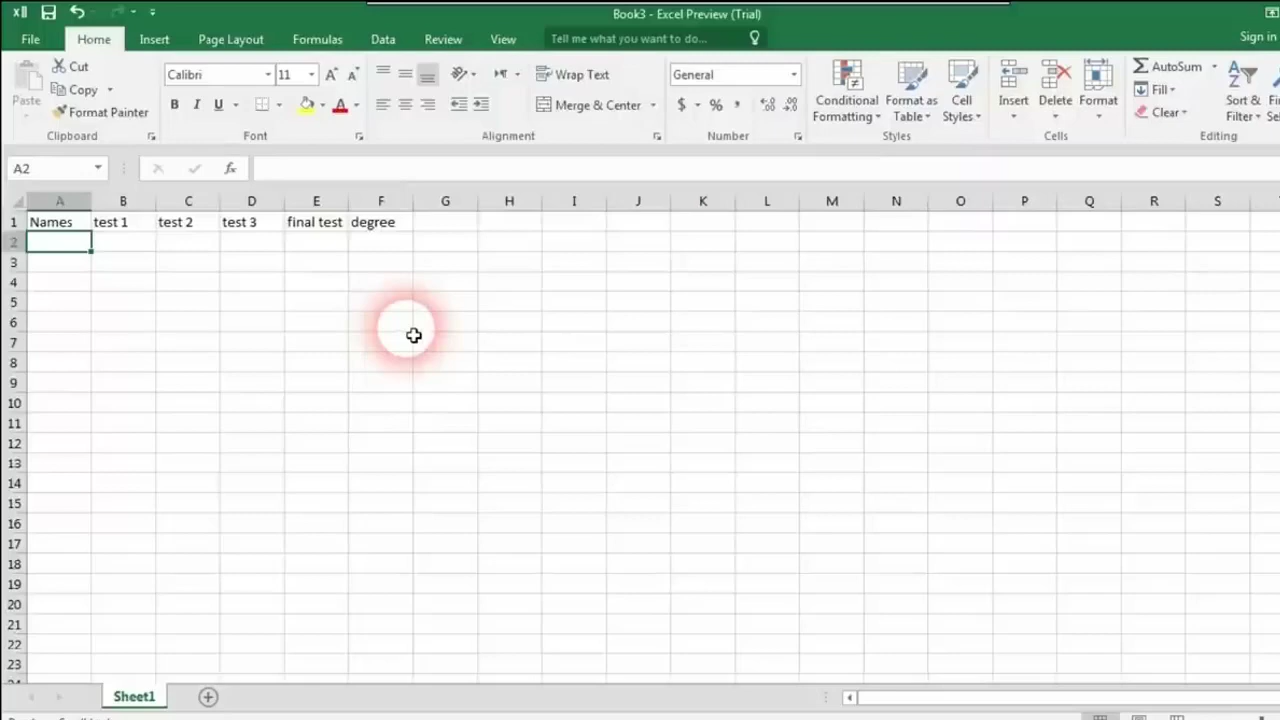 Book3 - Excel Preview (Trial)
File Home Insert Page Layout Formulas Data Review View Tell me what you want to do... Sign in
Paste Cut Copy Format Painter Clipboard
Calibri 11 B I U A Font
Wrap Text Merge & Center Alignment
General $ % , Number
Conditional Formatting Format as Table Cell Styles Styles
Insert Delete Format Cells
AutoSum Fill Clear Sort & Filter Editing
A2 fx
A B C D E F G H I J K L M N O P Q R S
1 Names test 1 test 2 test 3 final test degree
2
3
4
5
6
7
8
9
10
11
12
13
14
15
16
17
18
19
20
21
22
23
Sheet1